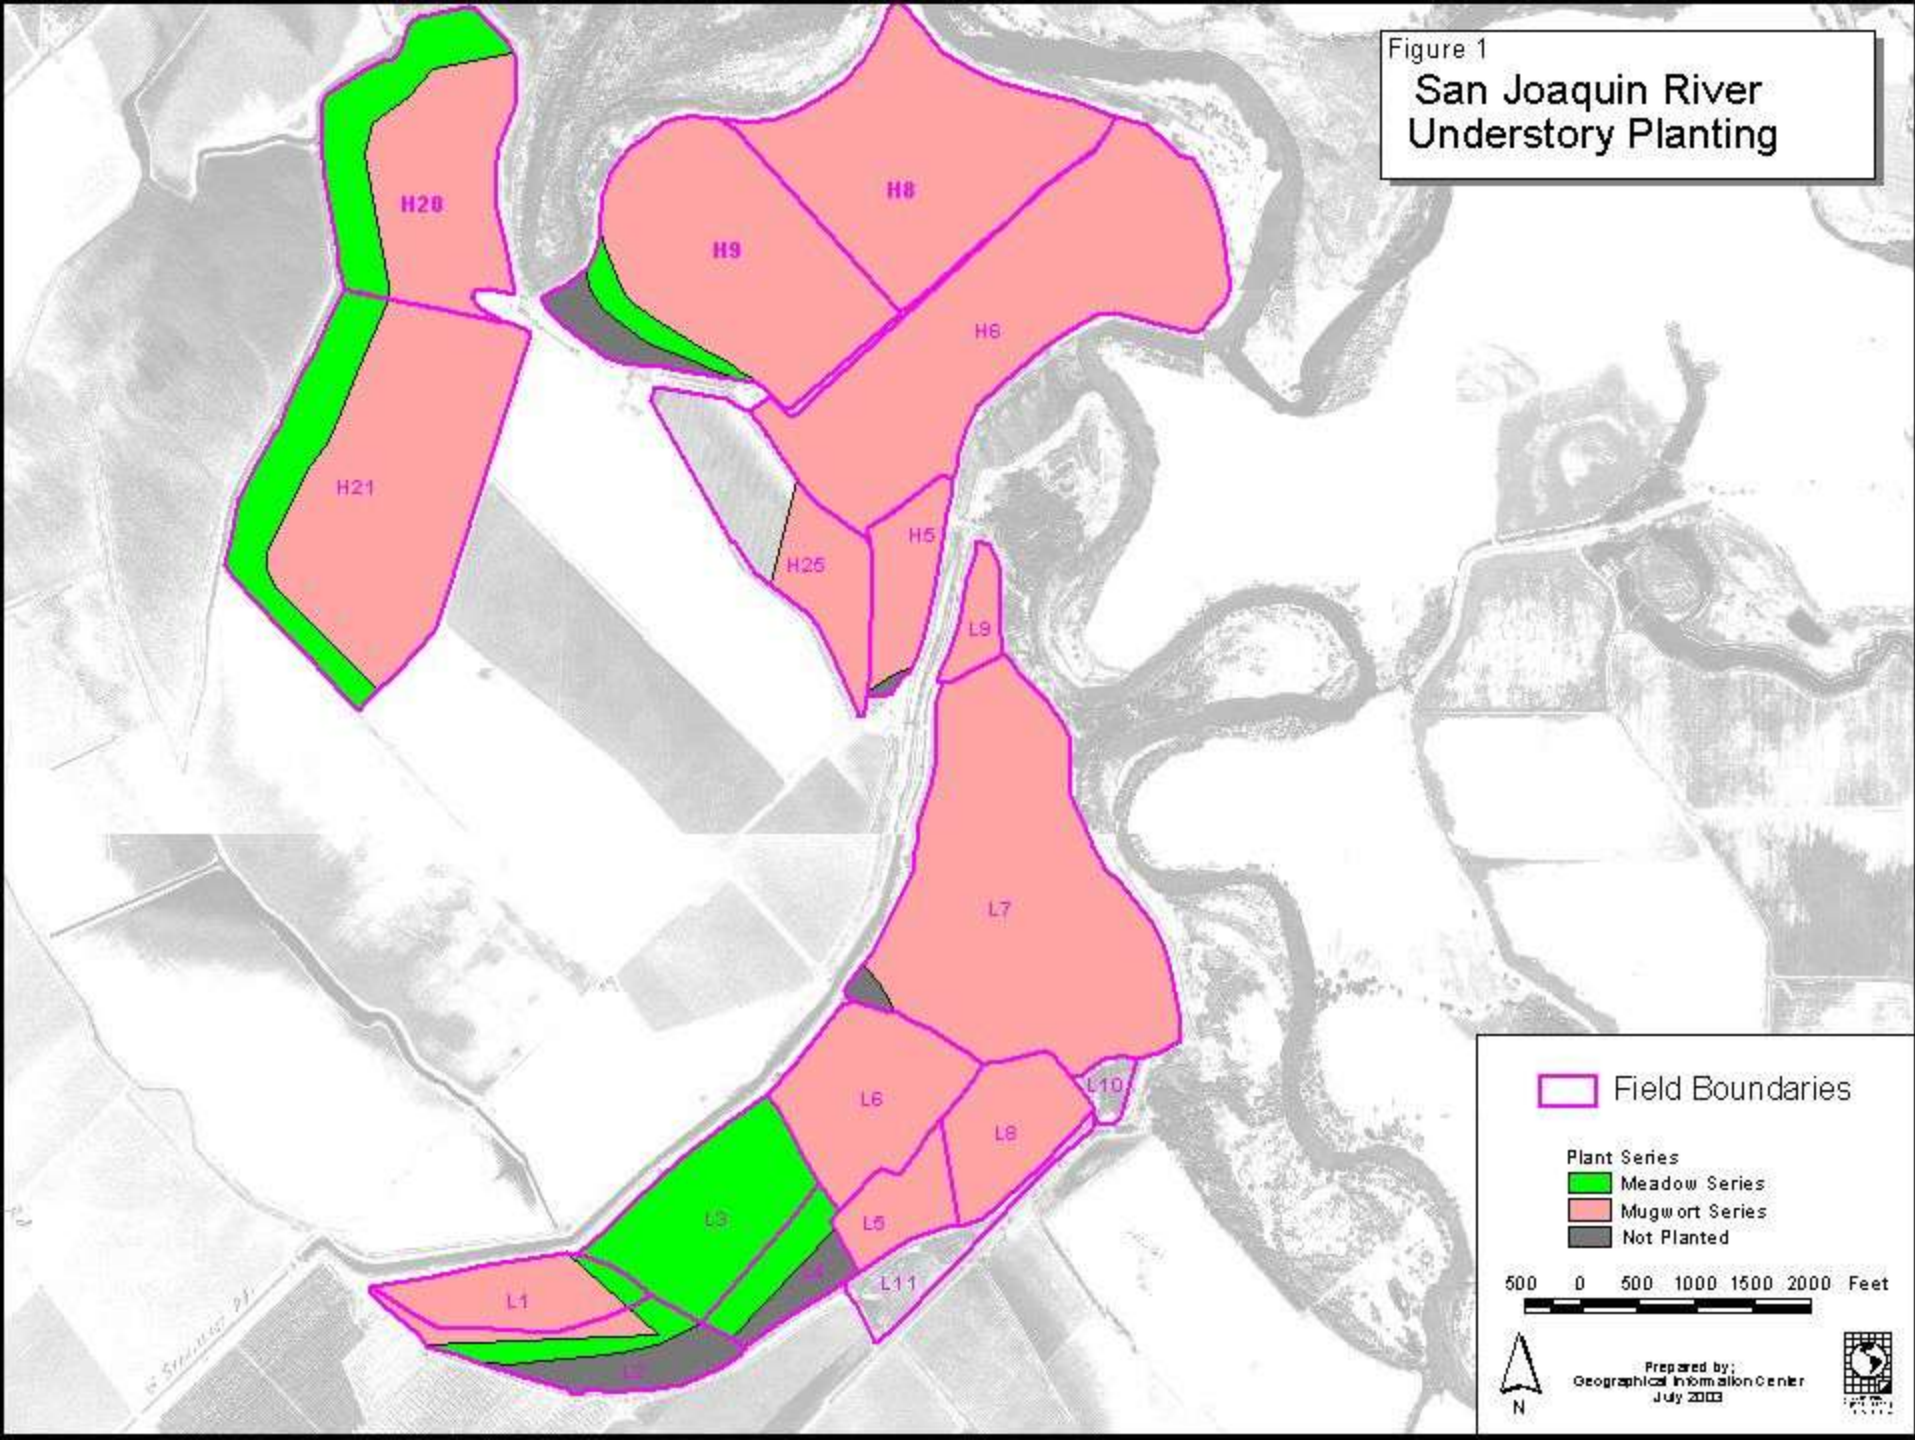 Figure 1
San Joaquin River
Understory Planting
H20
H8
H9
H6
H21
H5
H25
L9
L7
L10
L6
L8
L3
L5
L4
L11
L1
L2
Field Boundaries
Plant Series
Meadow Series
Mugwort Series
Not Planted
500 0 500 1000 1500 2000 Feet
Prepared by:
Geographical Information Center
July 2003
N